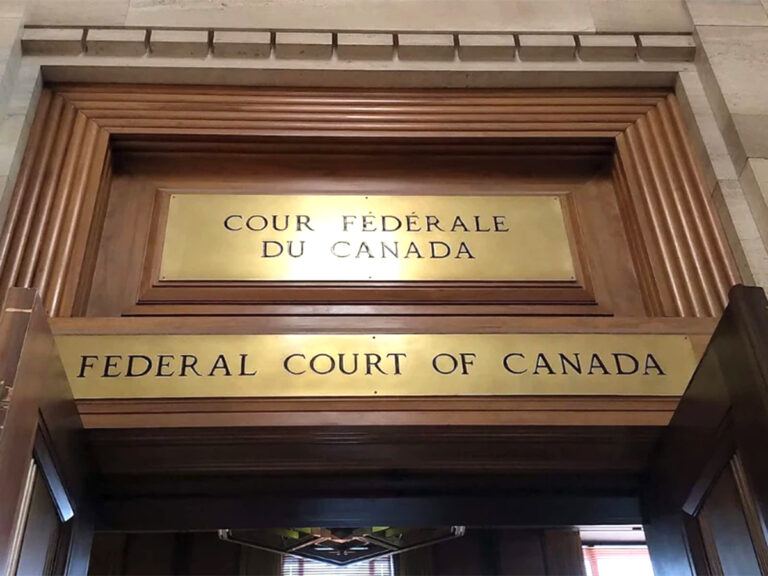 COUR FÉDÉRALE
DU CANADA
FEDERAL COURT OF CANADA